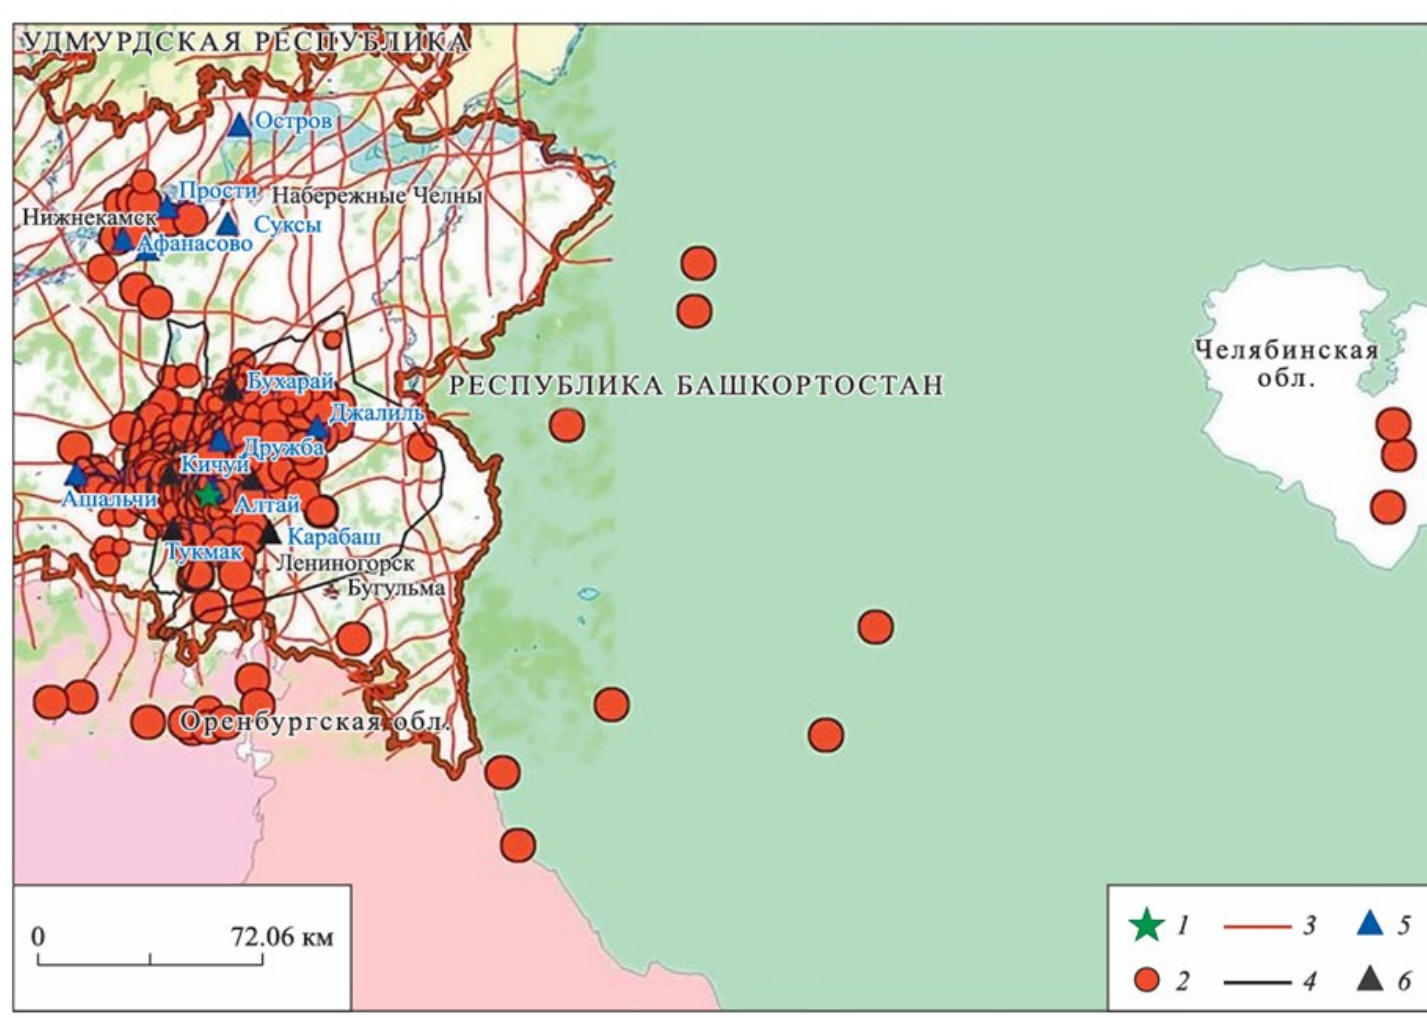 УДМУРДСКАЯ РЕСПУБЛИКА
Остров
Прости
Набережные Челны
Нижнекамск
Суксы
Афанасово
Челябинская
обл.
Бухарай
РЕСПУБЛИКА БАШКОРТОСТАН
Джалиль
Дружба
Кичуй
Ашальчи
Алтай
Карабаш
Тукмак
Лениногорск
Бугульма
Оренбургская обл.
0 72.06 км
1 3 5
2 4 6